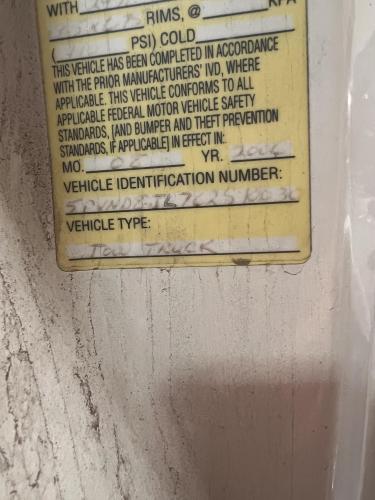 WITH
RIMS, @ KPA
PSI) COLD
THIS VEHICLE HAS BEEN COMPLETED IN ACCORDANCE
WITH THE PRIOR MANUFACTURERS' IVD, WHERE
APPLICABLE. THIS VEHICLE CONFORMS TO ALL
APPLICABLE FEDERAL MOTOR VEHICLE SAFETY
STANDARDS, [AND BUMPER AND THEFT PREVENTION
STANDARDS, IF APPLICABLE] IN EFFECT IN:
MO. YR. 2006
VEHICLE IDENTIFICATION NUMBER:
VEHICLE TYPE:
TOW TRUCK